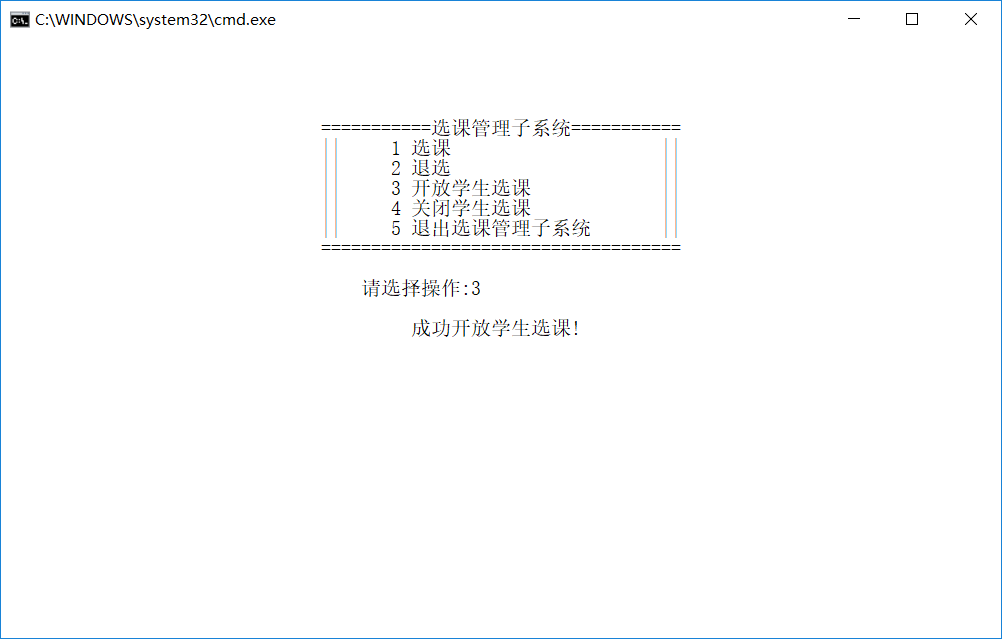 C:\WINDOWS\system32\cmd.exe
===========选课管理子系统===========
|| 1 选课 ||
|| 2 退选 ||
|| 3 开放学生选课 ||
|| 4 关闭学生选课 ||
|| 5 退出选课管理子系统 ||
====================================
请选择操作:3
成功开放学生选课!